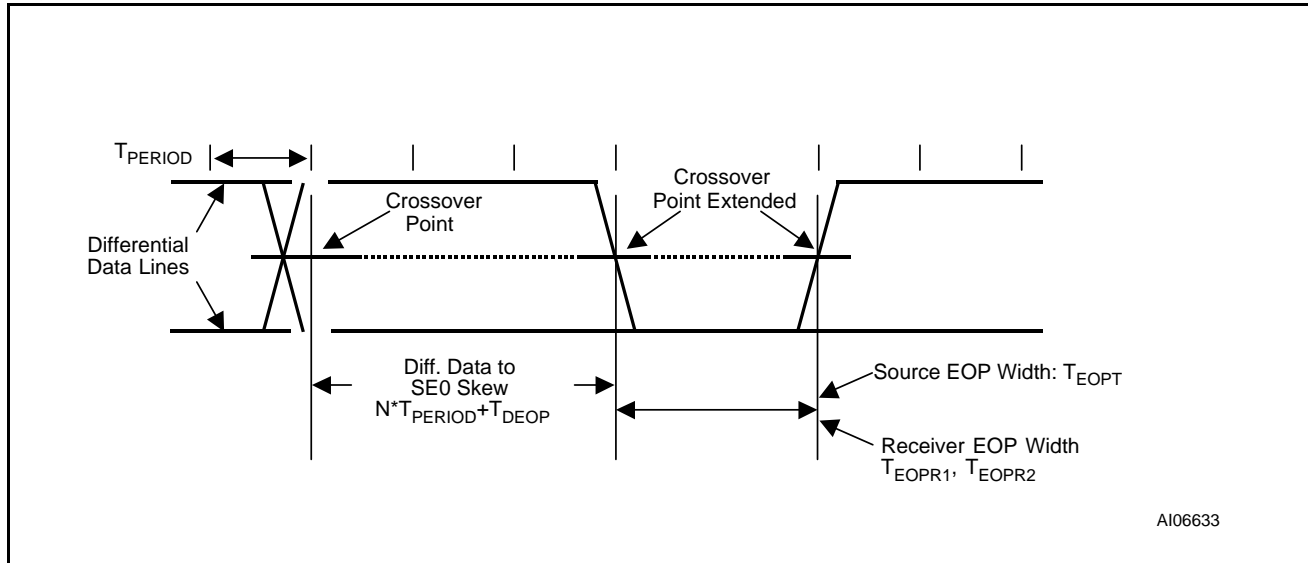 TPERIOD
Differential
Data Lines
Crossover
Point
Crossover
Point Extended
Diff. Data to
SE0 Skew
N*TPERIOD+TDEOP
Source EOP Width: TEOPT
Receiver EOP Width
TEOPR1, TEOPR2
AI06633